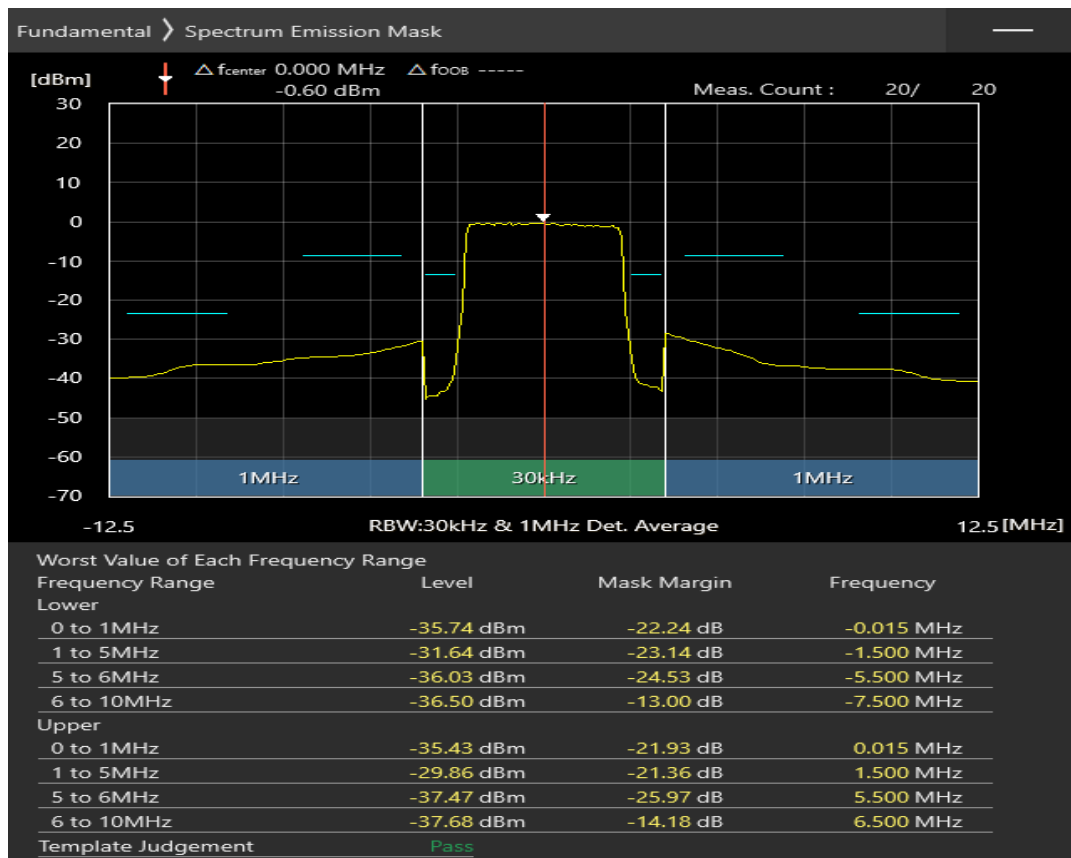 Fundamental ❯ Spectrum Emission Mask
[dBm] △ fcenter 0.000 MHz △ fOOB -----
-0.60 dBm Meas. Count : 20/ 20
30
20
10
0
-10
-20
-30
-40
-50
-60
1MHz 30kHz 1MHz
-70
-12.5 RBW:30kHz & 1MHz Det. Average 12.5 [MHz]
Worst Value of Each Frequency Range
Frequency Range Level Mask Margin Frequency
Lower
0 to 1MHz -35.74 dBm -22.24 dB -0.015 MHz
1 to 5MHz -31.64 dBm -23.14 dB -1.500 MHz
5 to 6MHz -36.03 dBm -24.53 dB -5.500 MHz
6 to 10MHz -36.50 dBm -13.00 dB -7.500 MHz
Upper
0 to 1MHz -35.43 dBm -21.93 dB 0.015 MHz
1 to 5MHz -29.86 dBm -21.36 dB 1.500 MHz
5 to 6MHz -37.47 dBm -25.97 dB 5.500 MHz
6 to 10MHz -37.68 dBm -14.18 dB 6.500 MHz
Template Judgement Pass